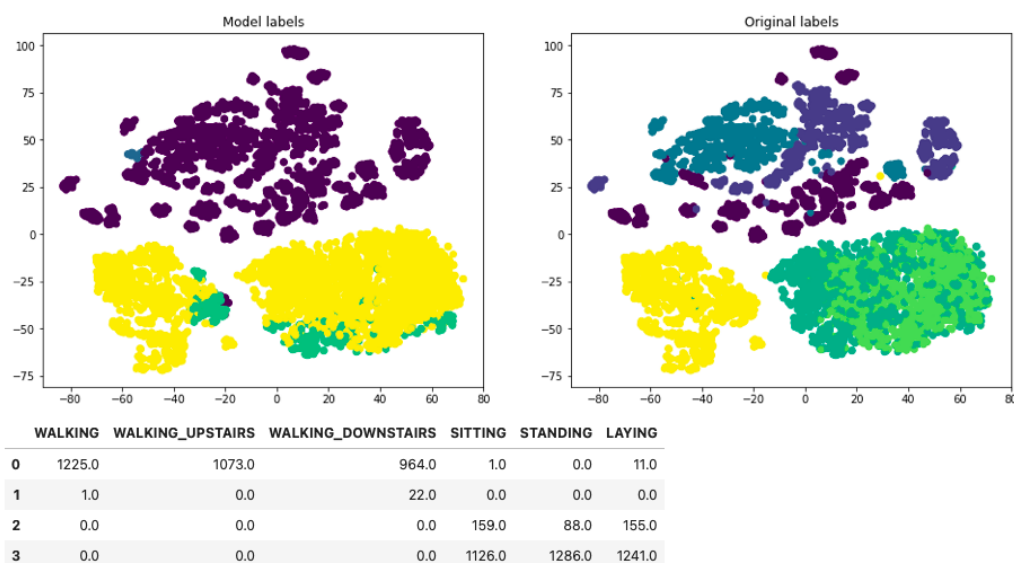 Model labels
Original labels
100
75
50
25
0
−25
−50
−75
−80 −60 −40 −20 0 20 40 60 80
100
75
50
25
0
−25
−50
−75
−80 −60 −40 −20 0 20 40 60 80
WALKING WALKING_UPSTAIRS WALKING_DOWNSTAIRS SITTING STANDING LAYING
0 1225.0 1073.0 964.0 1.0 0.0 11.0
1 1.0 0.0 22.0 0.0 0.0 0.0
2 0.0 0.0 0.0 159.0 88.0 155.0
3 0.0 0.0 0.0 1126.0 1286.0 1241.0